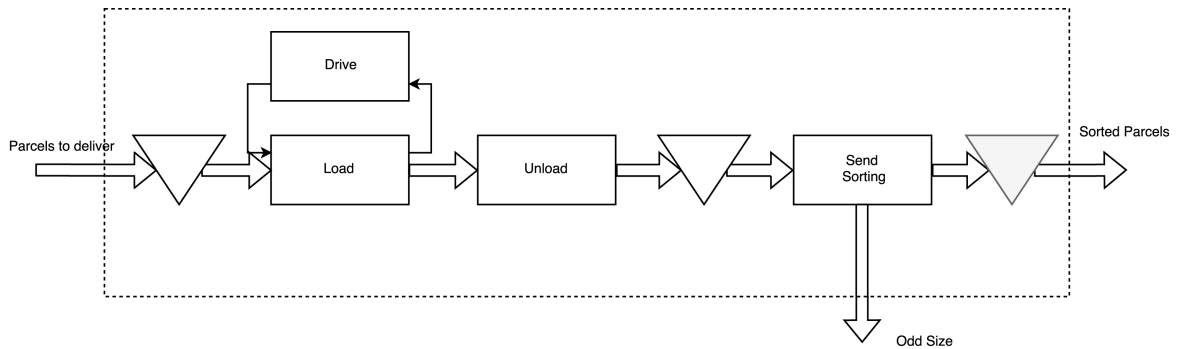 Drive
Parcels to deliver
Load
Unload
Send
Sorting
Sorted Parcels
Odd Size